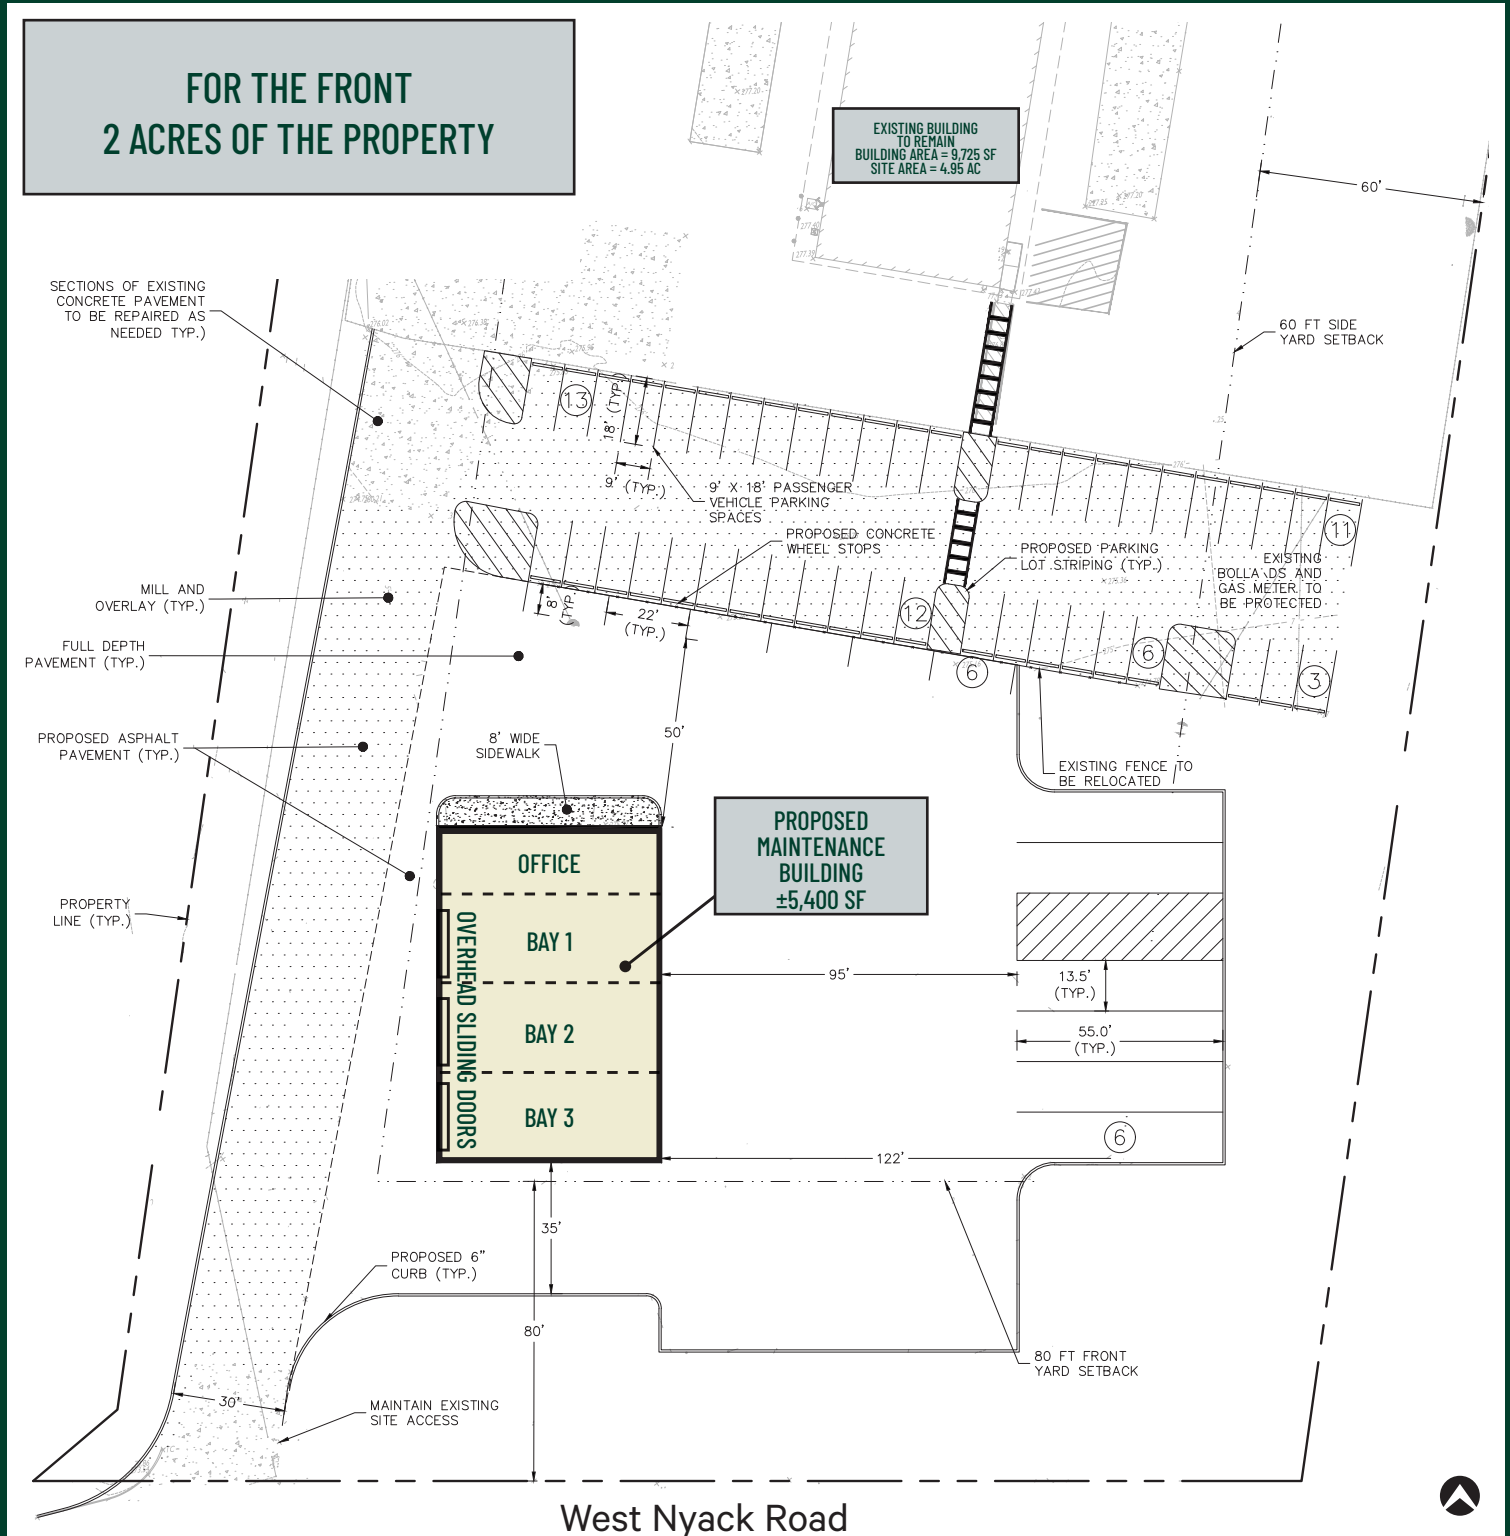 FOR THE FRONT
2 ACRES OF THE PROPERTY
EXISTING BUILDING
TO REMAIN
BUILDING AREA = 9,725 SF
SITE AREA = 4.95 AC
60'
SECTIONS OF EXISTING
CONCRETE PAVEMENT
TO BE REPAIRED AS
NEEDED TYP.)
60 FT SIDE
YARD SETBACK
13
18' (TYP.)
9' (TYP.)
9' X 18' PASSENGER
VEHICLE PARKING
SPACES
PROPOSED CONCRETE
WHEEL STOPS
PROPOSED PARKING
LOT STRIPING (TYP.)
11
EXISTING
BOLLA DS AND
GAS METER TO
BE PROTECTED
MILL AND
OVERLAY (TYP.)
8'
(TYP.
22'
(TYP.)
12
6
6
3
FULL DEPTH
PAVEMENT (TYP.)
PROPOSED ASPHALT
PAVEMENT (TYP.)
8' WIDE
SIDEWALK
50'
EXISTING FENCE TO
BE RELOCATED
PROPOSED
MAINTENANCE
BUILDING
±5,400 SF
OFFICE
PROPERTY
LINE (TYP.)
OVERHEAD SLIDING DOORS
BAY 1
BAY 2
BAY 3
95'
13.5'
(TYP.)
55.0'
(TYP.)
6
122'
35'
PROPOSED 6”
CURB (TYP.)
80'
80 FT FRONT
YARD SETBACK
30'
MAINTAIN EXISTING
SITE ACCESS
West Nyack Road